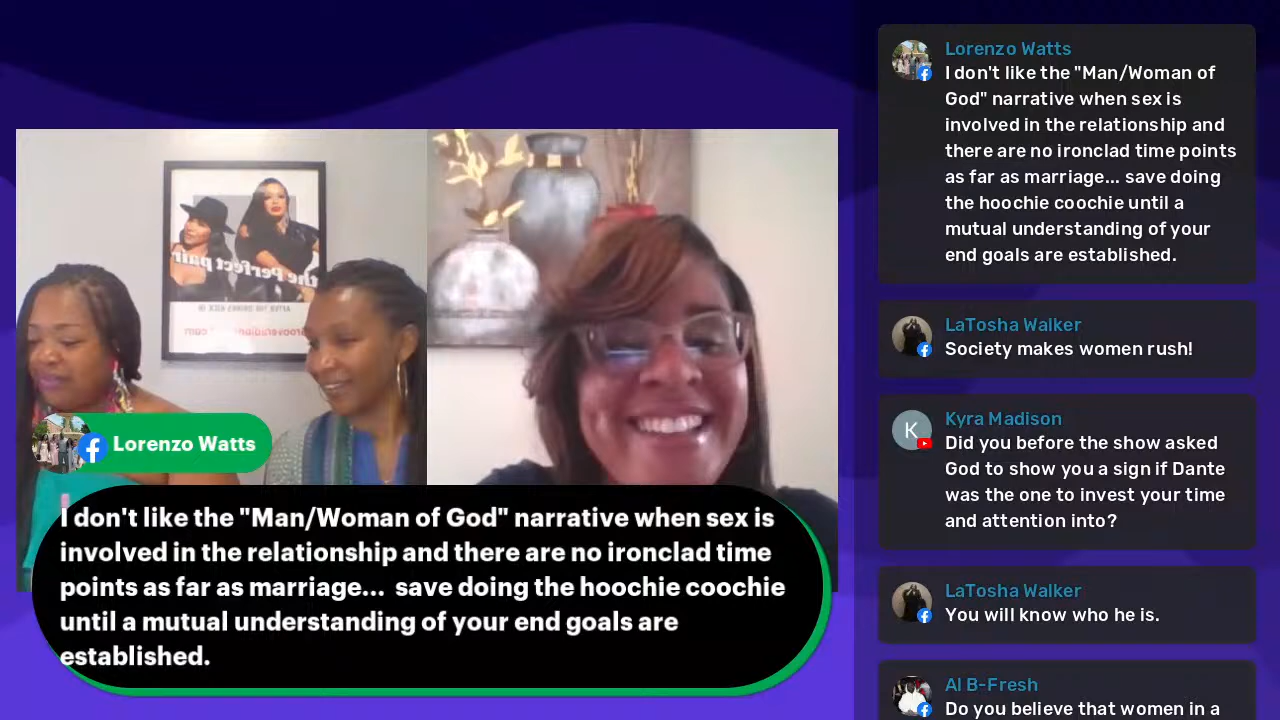 the Perfect pair
Lorenzo Watts
I don't like the "Man/Woman of God" narrative when sex is
involved in the relationship and there are no ironclad time
points as far as marriage... save doing the hoochie coochie
until a mutual understanding of your end goals are
established.
Lorenzo Watts
I don't like the "Man/Woman of
God" narrative when sex is
involved in the relationship and
there are no ironclad time points
as far as marriage... save doing
the hoochie coochie until a
mutual understanding of your
end goals are established.
LaTosha Walker
Society makes women rush!
K
Kyra Madison
Did you before the show asked
God to show you a sign if Dante
was the one to invest your time
and attention into?
LaTosha Walker
You will know who he is.
Al B-Fresh
Do you believe that women in a